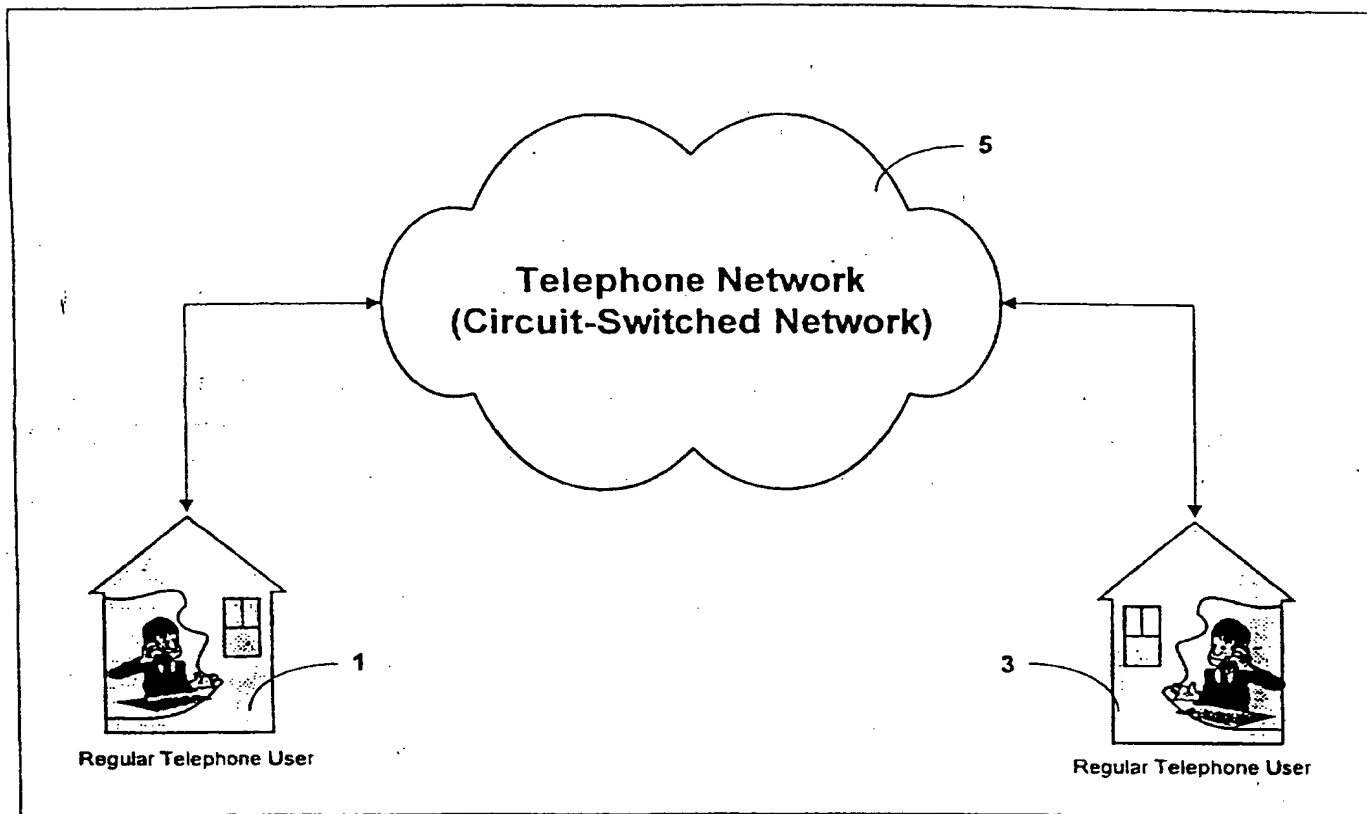 5
Telephone Network
(Circuit-Switched Network)
1
3
Regular Telephone User
Regular Telephone User